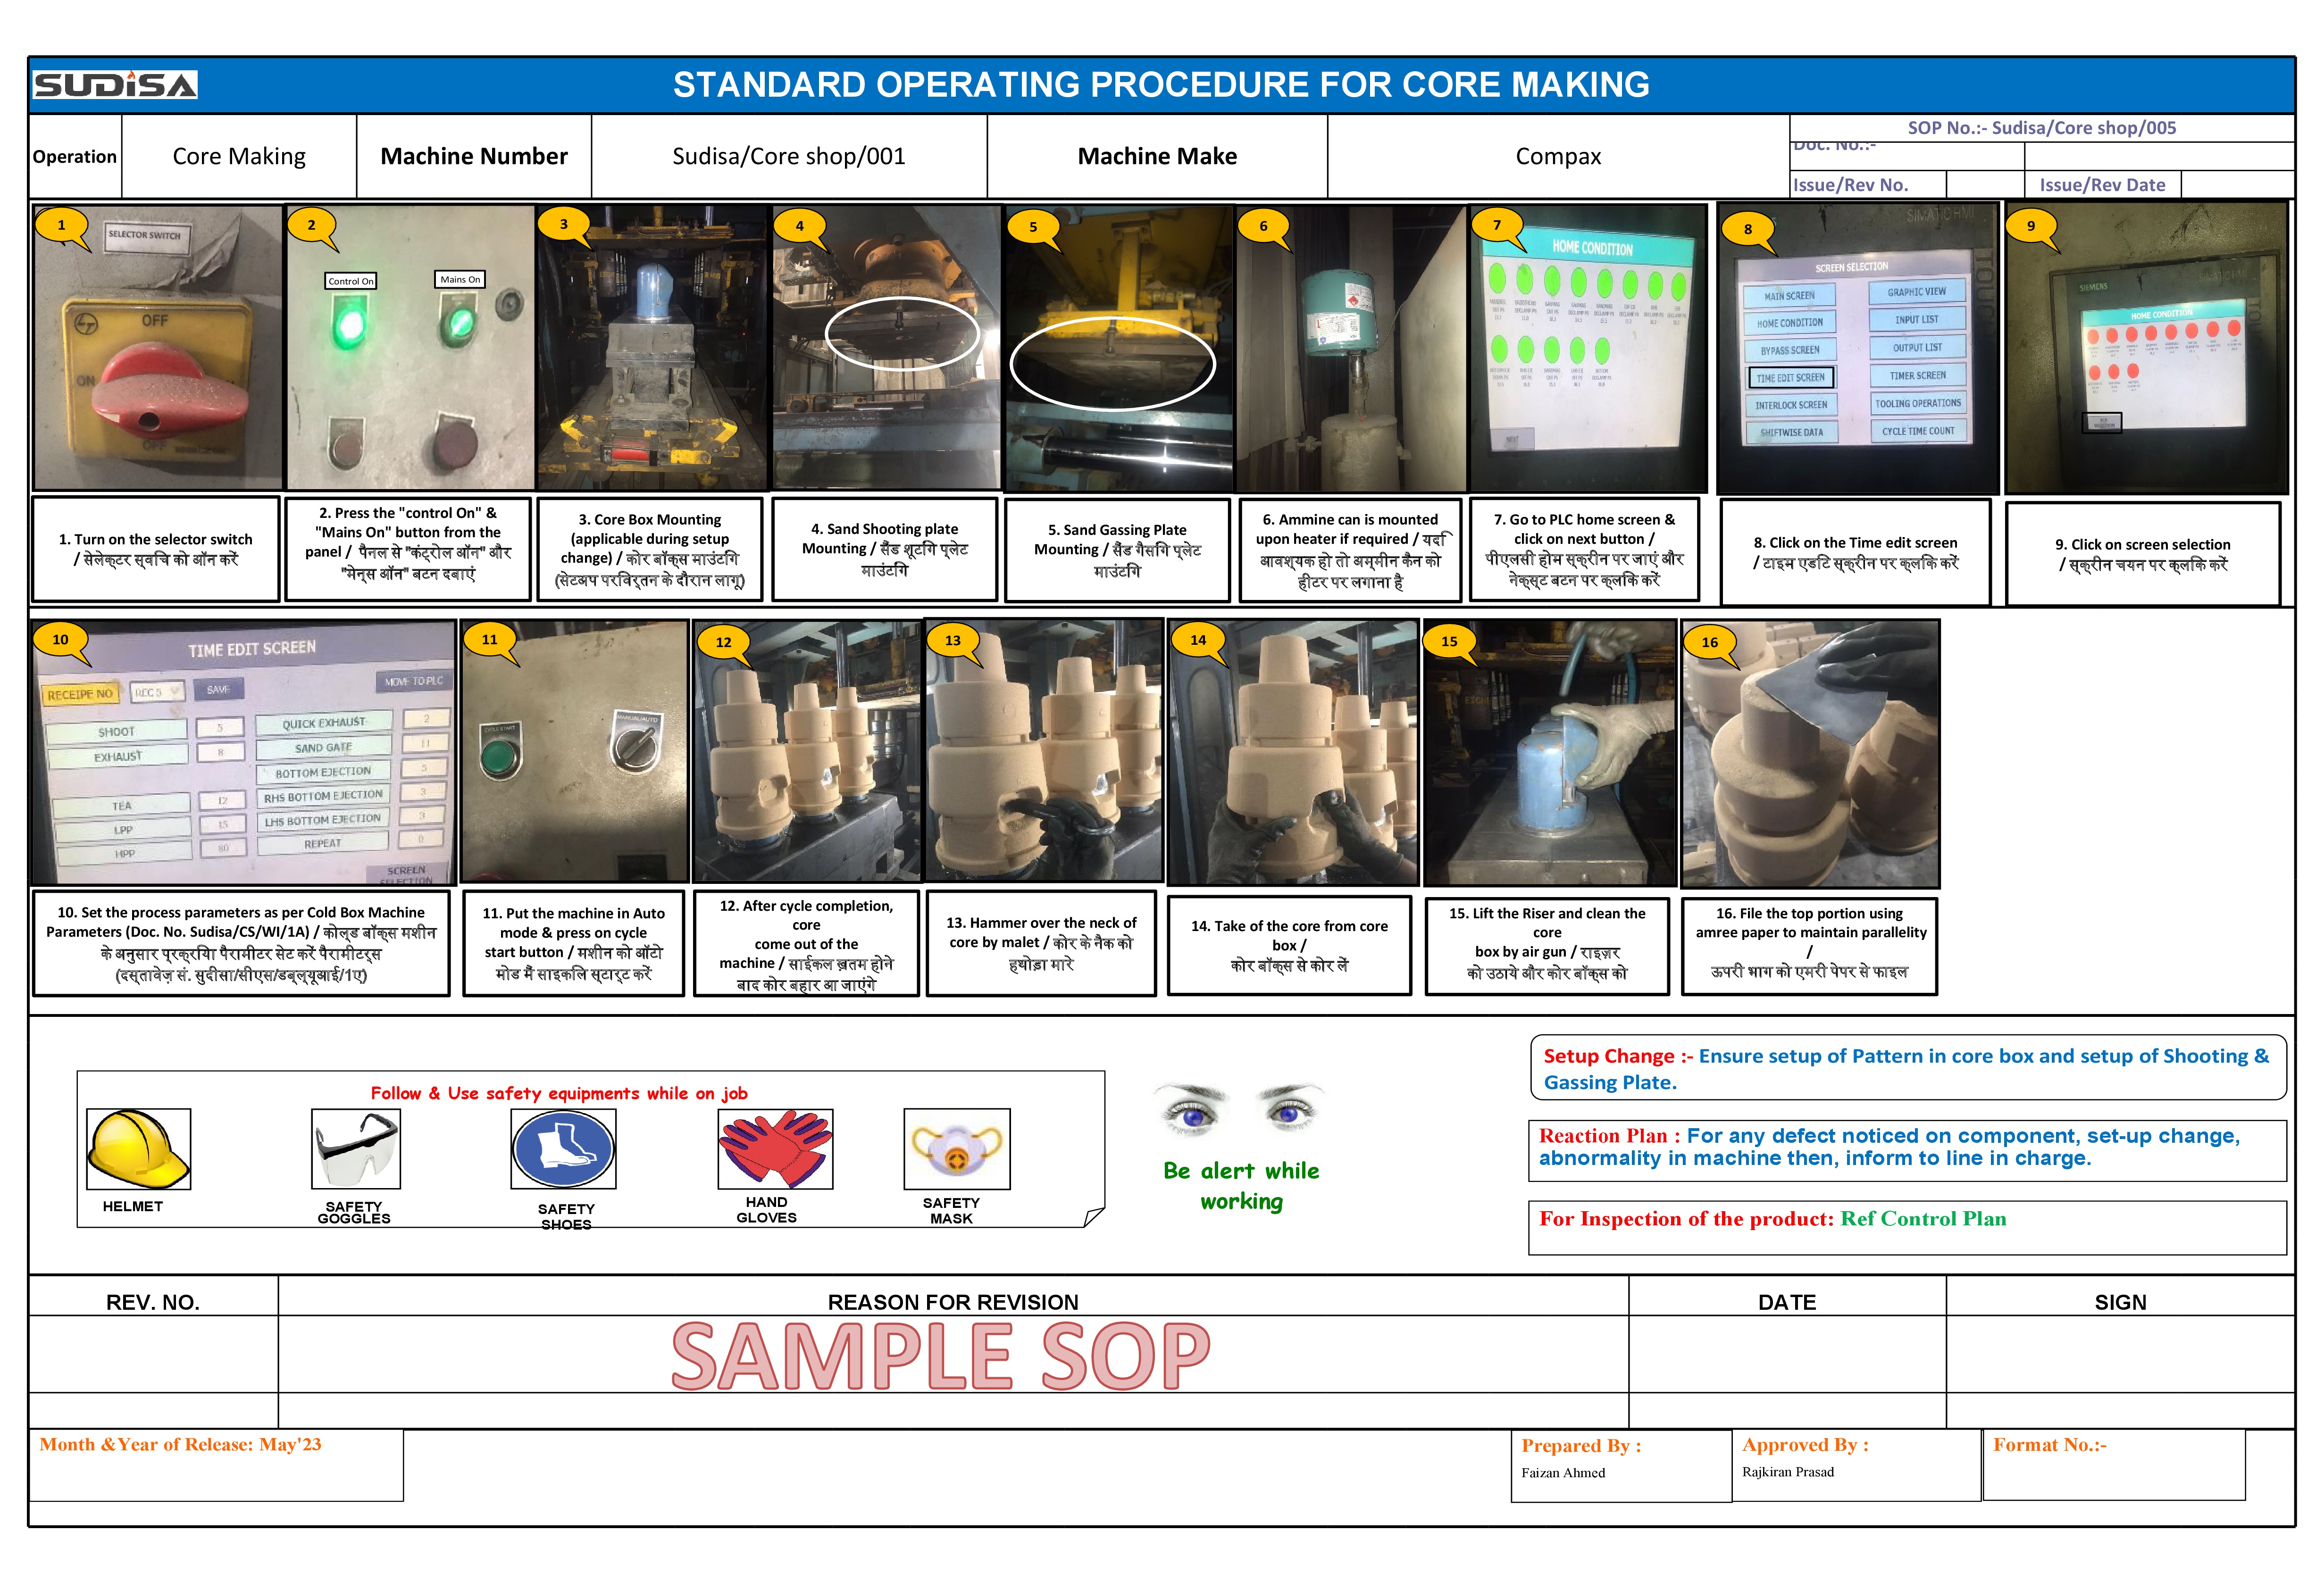 SUDiSA
STANDARD OPERATING PROCEDURE FOR CORE MAKING
Operation
Core Making
Machine Number
Sudisa/Core shop/001
Machine Make
Compax
SOP No.:- Sudisa/Core shop/005
Doc. No.:-
Issue/Rev No.
Issue/Rev Date
1
SELECTOR SWITCH
OFF
ON
OFF
2
Control On
Mains On
3
4
5
6
7
HOME CONDITION
NEXT
8
SIMATIC HMI
SCREEN SELECTION
MAIN SCREEN
GRAPHIC VIEW
HOME CONDITION
INPUT LIST
BYPASS SCREEN
OUTPUT LIST
TIME EDIT SCREEN
TIMER SCREEN
INTERLOCK SCREEN
TOOLING OPERATIONS
SHIFTWISE DATA
CYCLE TIME COUNT
9
SIEMENS
HOME CONDITION
1. Turn on the selector switch
/ सेलेक्टर स्वचि को ऑन करें
2. Press the "control On" &
"Mains On" button from the
panel / पैनल से "कंट्रोल ऑन" और
"मेन्स ऑन" बटन दबाएं
3. Core Box Mounting
(applicable during setup
change) / कोर बॉक्स माउंटगि
(सेटअप परविर्तन के दौरान लागू)
4. Sand Shooting plate
Mounting / सैंड शूटगि प्लेट
माउंटगि
5. Sand Gassing Plate
Mounting / सैंड गैसगि प्लेट
माउंटगि
6. Ammine can is mounted
upon heater if required / यदि
आवश्यक हो तो अम्मीन कैन को
हीटर पर लगाना है
7. Go to PLC home screen &
click on next button /
पीएलसी होम स्क्रीन पर जाएं और
नेक्स्ट बटन पर क्लकि करें
8. Click on the Time edit screen
/ टाइम एडटि स्क्रीन पर क्लकि करें
9. Click on screen selection
/ स्क्रीन चयन पर क्लकि करें
10
TIME EDIT SCREEN
RECEIPE NO
REC 5
SAVE
MOVE TO PLC
SHOOT
5
QUICK EXHAUST
2
EXHAUST
8
SAND GATE
11
BOTTOM EJECTION
5
TEA
12
RHS BOTTOM EJECTION
3
LPP
15
LHS BOTTOM EJECTION
3
HPP
80
REPEAT
0
SCREEN
SELECTION
11
CYCLE START
MANUAL/AUTO
12
13
14
15
16
10. Set the process parameters as per Cold Box Machine
Parameters (Doc. No. Sudisa/CS/WI/1A) / कोल्ड बॉक्स मशीन
के अनुसार प्रक्रयिा पैरामीटर सेट करें पैरामीटर्स
(दस्तावेज़ सं. सुदीसा/सीएस/डब्ल्यूआई/1ए)
11. Put the machine in Auto
mode & press on cycle
start button / मशीन को ऑटो
मोड मैं साइकलि स्टार्ट करें
12. After cycle completion,
core
come out of the
machine / साईकल ख़तम होने
बाद कोर बहार आ जाएंगे
13. Hammer over the neck of
core by malet / कोर के नैक को
हथोड़ा मारे
14. Take of the core from core
box /
कोर बॉक्स से कोर लें
15. Lift the Riser and clean the
core
box by air gun / राइज़र
को उठाये और कोर बॉक्स को
16. File the top portion using
amree paper to maintain parallelity
/
ऊपरी भाग को एमरी पेपर से फाइल
Follow & Use safety equipments while on job
HELMET
SAFETY
GOGGLES
SAFETY
SHOES
HAND
GLOVES
SAFETY
MASK
Be alert while
working
Setup Change :- Ensure setup of Pattern in core box and setup of Shooting &
Gassing Plate.
Reaction Plan : For any defect noticed on component, set-up change,
abnormality in machine then, inform to line in charge.
For Inspection of the product: Ref Control Plan
REV. NO.
REASON FOR REVISION
DATE
SIGN
SAMPLE SOP
Month &Year of Release: May'23
Prepared By :
Faizan Ahmed
Approved By :
Rajkiran Prasad
Format No.:-